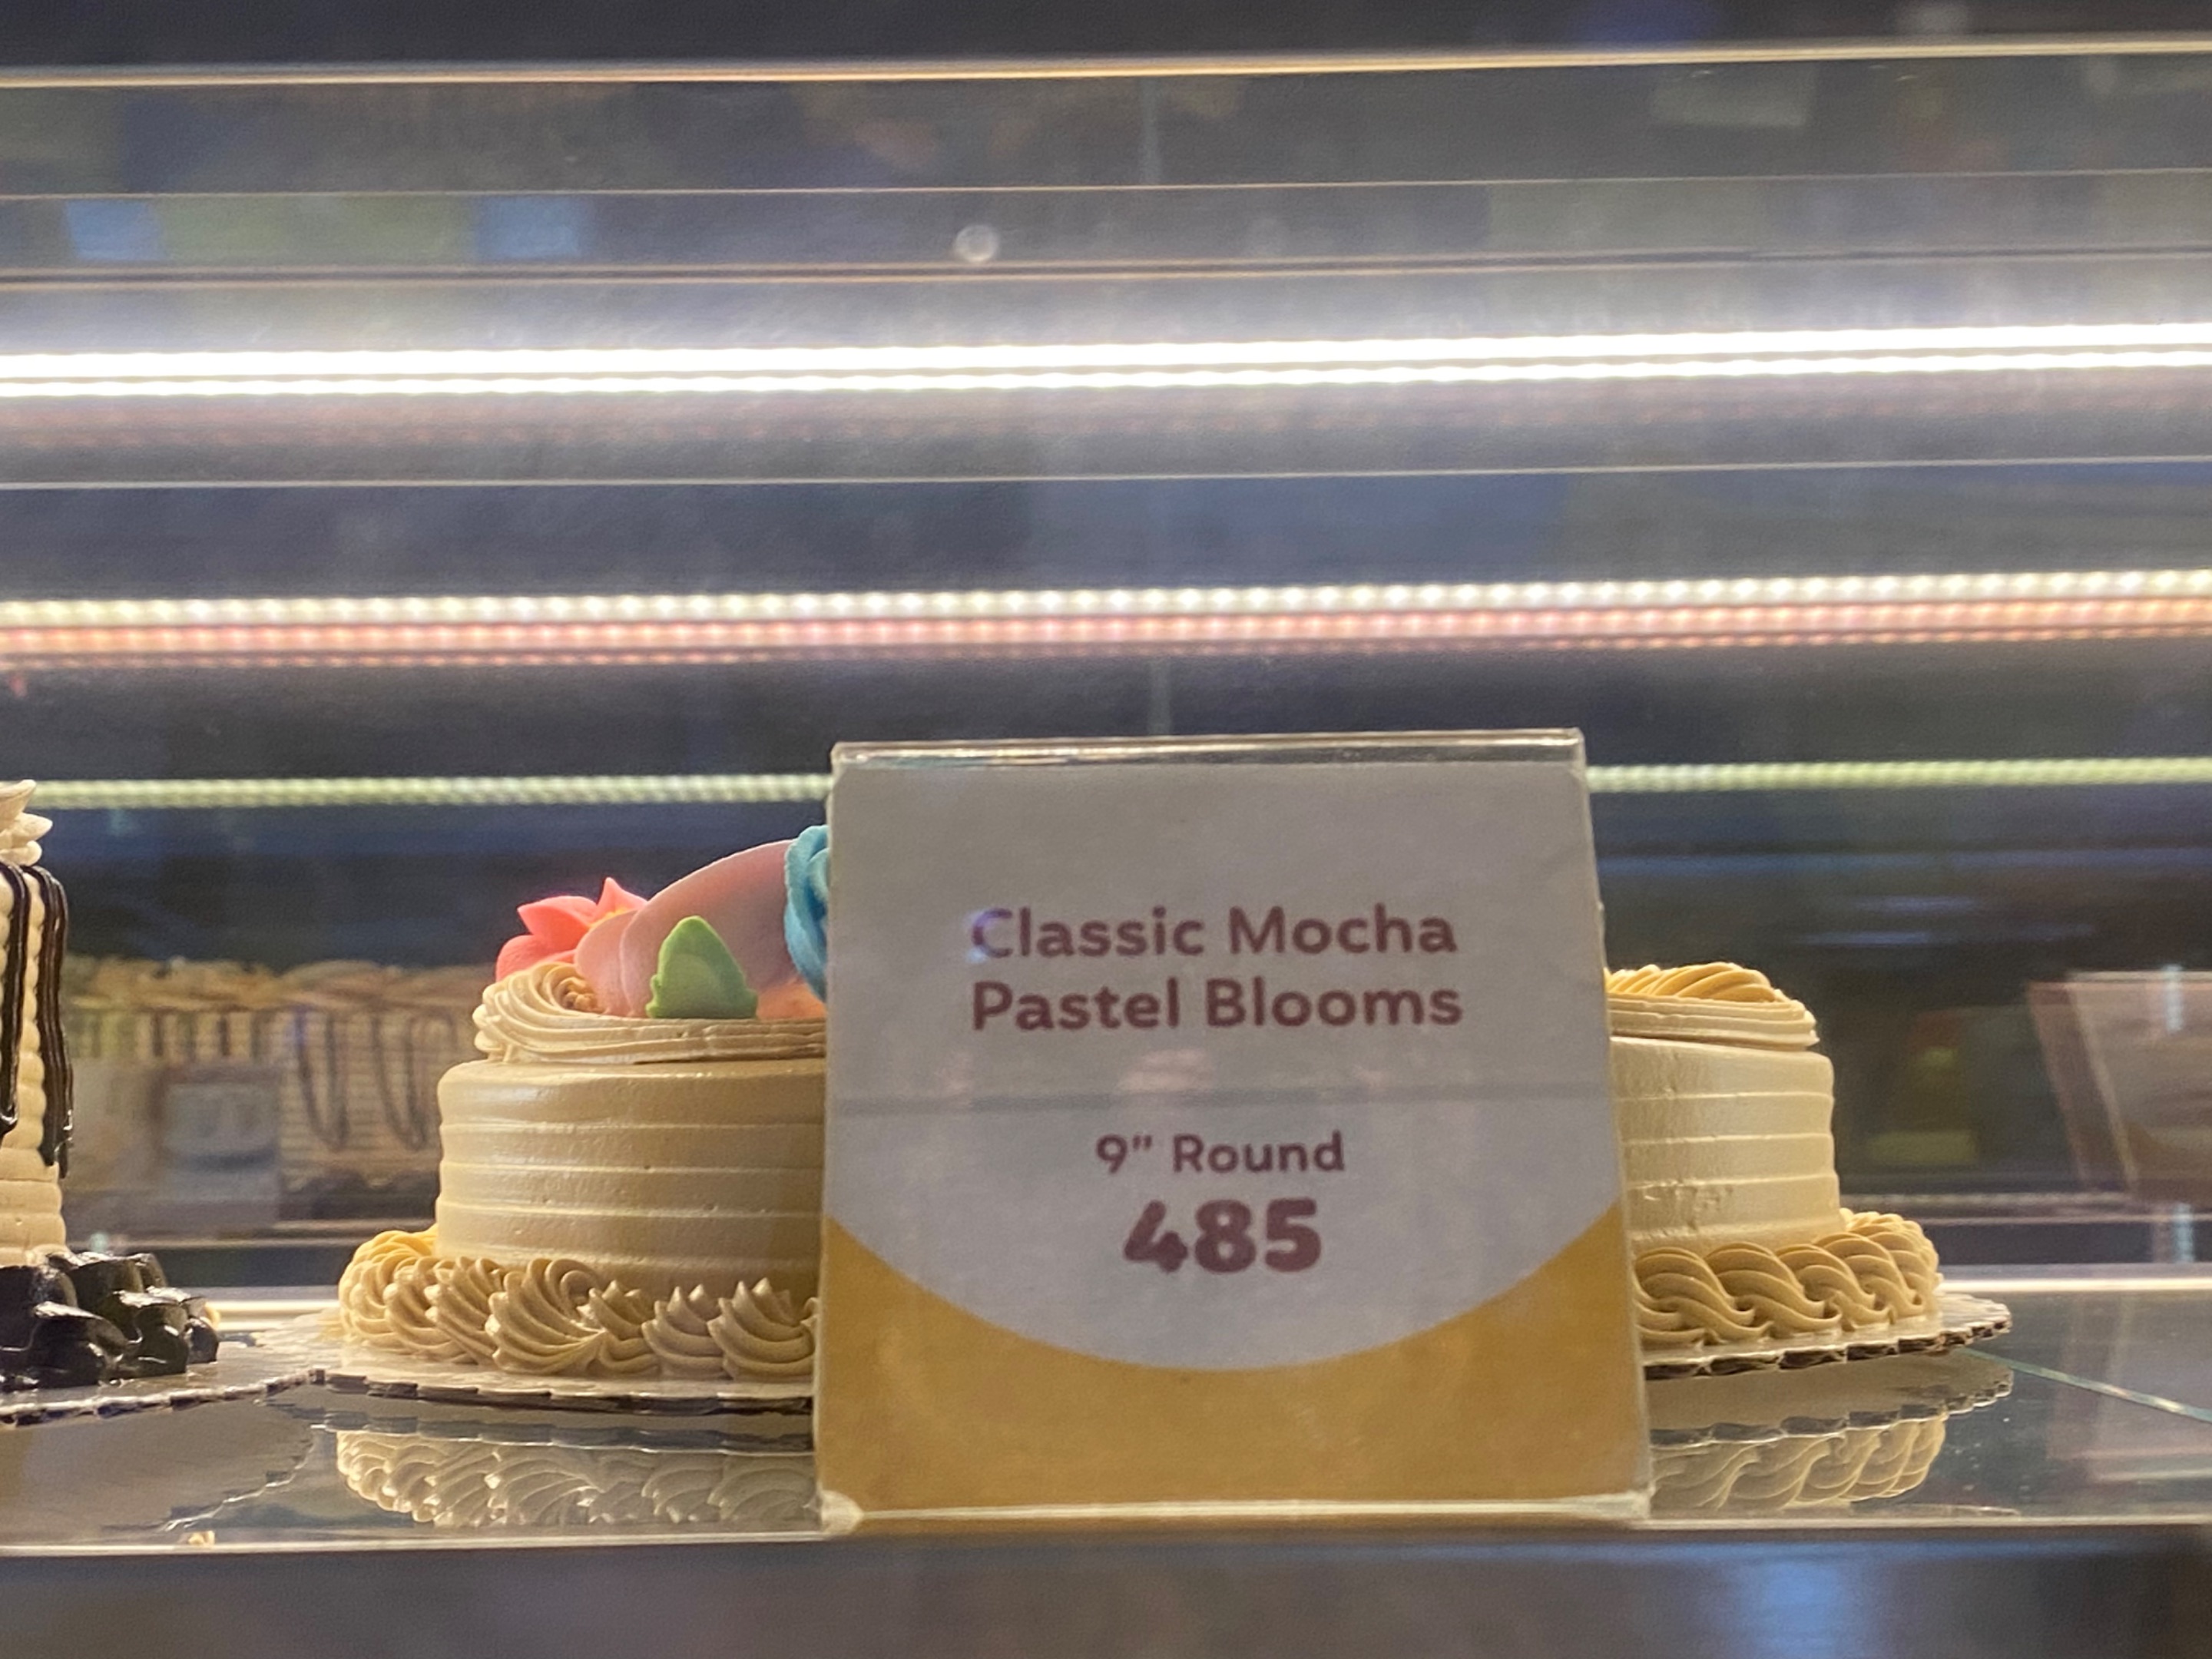 Classic Mocha
Pastel Blooms
9" Round
485